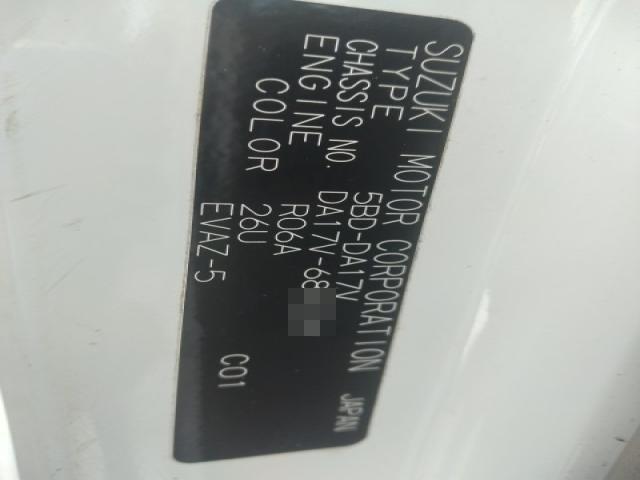 SUZUKI MOTOR CORPORATION JAPAN
TYPE 5BD-DA17V
CHASSIS NO. DA17V-68
ENGINE R06A
COLOR 26U
EVAZ-5 C01